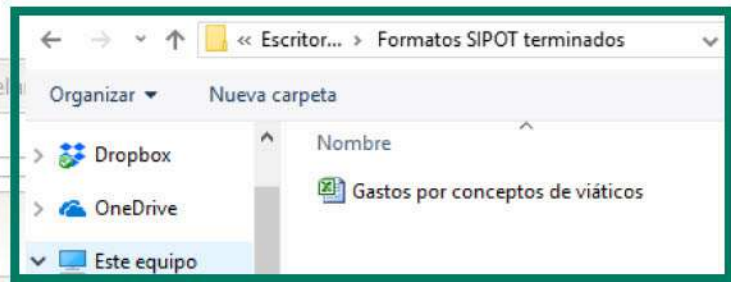 « Escritor... > Formatos SIPOT terminados
Organizar Nueva carpeta
Nombre
Dropbox
Gastos por conceptos de viáticos
OneDrive
Este equipo